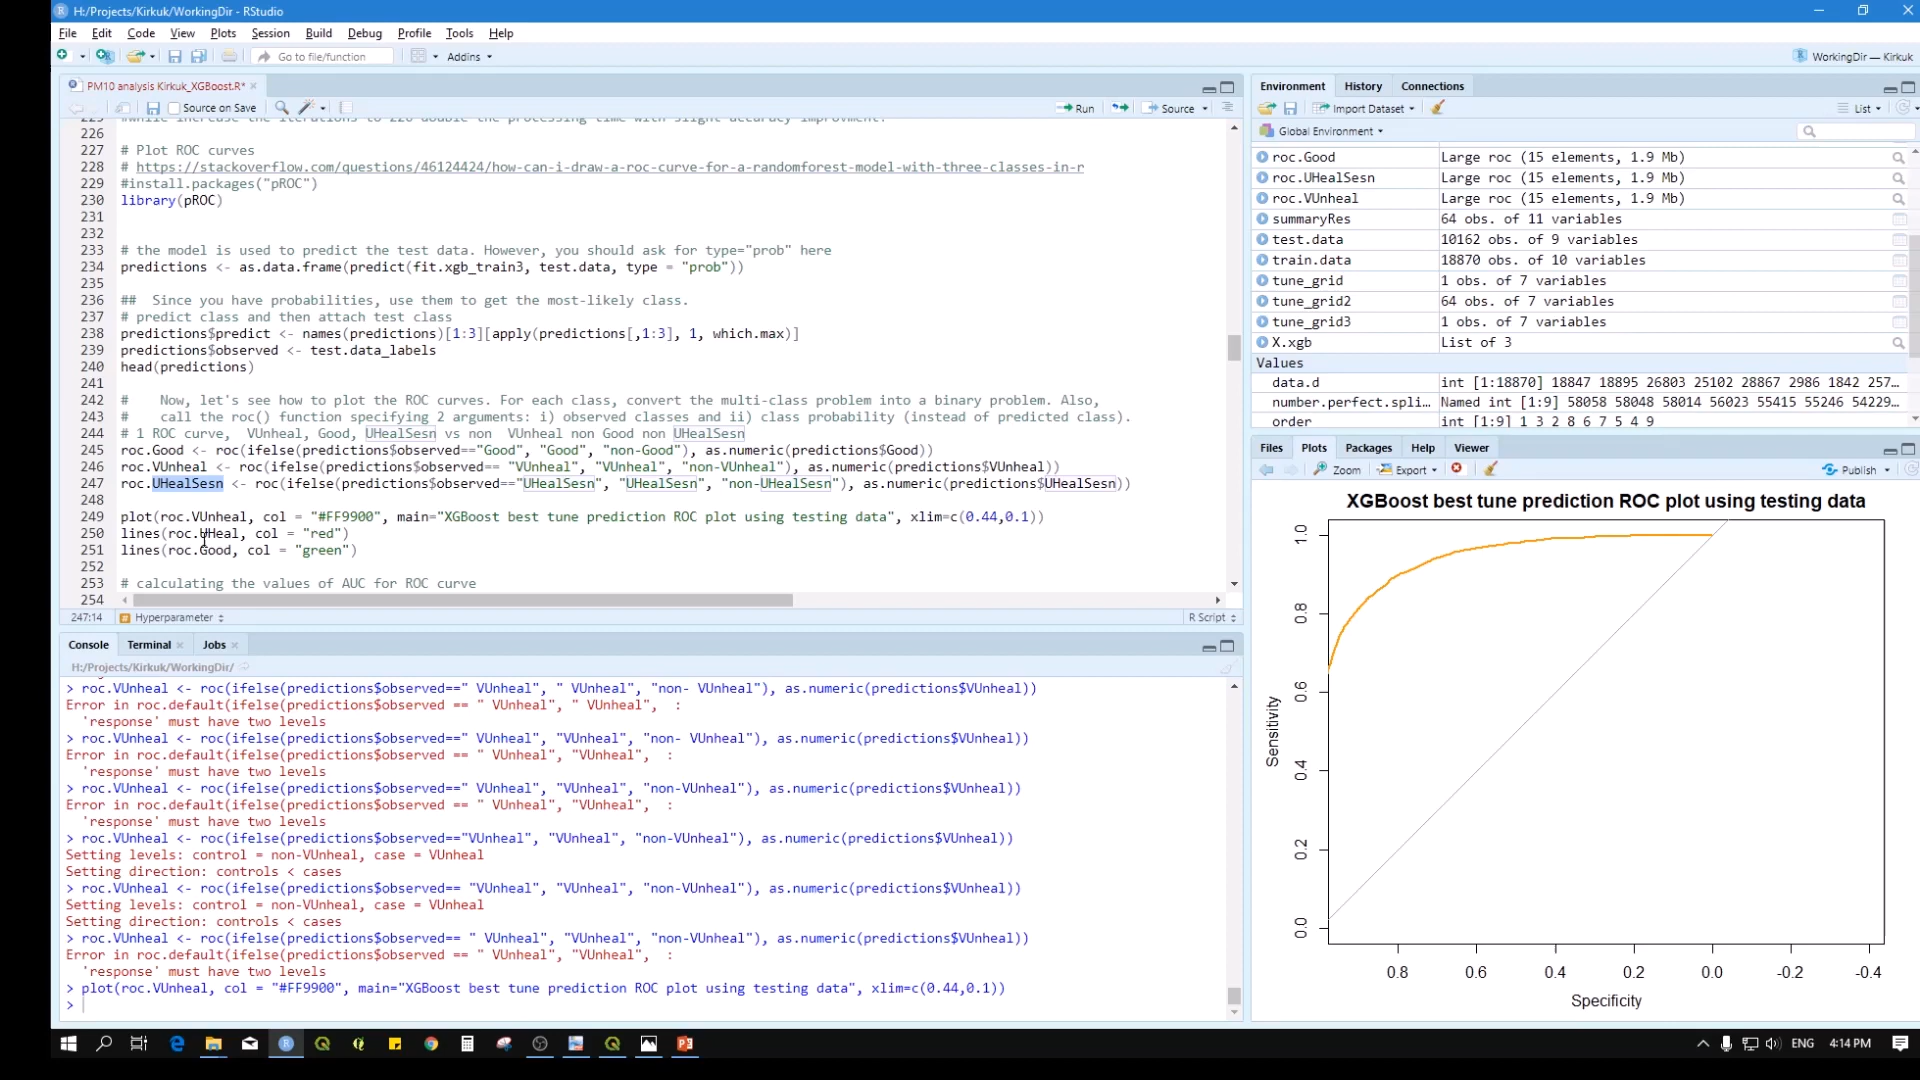 H:/Projects/Kirkuk/WorkingDir - RStudio
File Edit Code View Plots Session Build Debug Profile Tools Help
Go to file/function Addins
WorkingDir — Kirkuk
PM10 analysis Kirkuk_XGBoost.R*
Source on Save
Run Source
226
227 # Plot ROC curves
228 # https://stackoverflow.com/questions/46124424/how-can-i-draw-a-roc-curve-for-a-randomforest-model-with-three-classes-in-r
229 #install.packages("pROC")
230 library(pROC)
231
232
233 # the model is used to predict the test data. However, you should ask for type="prob" here
234 predictions <- as.data.frame(predict(fit.xgb_train3, test.data, type = "prob"))
235
236 ##  Since you have probabilities, use them to get the most-likely class.
237 # predict class and then attach test class
238 predictions$predict <- names(predictions)[1:3][apply(predictions[,1:3], 1, which.max)]
239 predictions$observed <- test.data_labels
240 head(predictions)
241
242 #    Now, let's see how to plot the ROC curves. For each class, convert the multi-class problem into a binary problem. Also,
243 #    call the roc() function specifying 2 arguments: i) observed classes and ii) class probability (instead of predicted class).
244 # 1 ROC curve,  VUnheal, Good, UHealSesn vs non  VUnheal non Good non UHealSesn
245 roc.Good <- roc(ifelse(predictions$observed=="Good", "Good", "non-Good"), as.numeric(predictions$Good))
246 roc.VUnheal <- roc(ifelse(predictions$observed== "VUnheal", "VUnheal", "non-VUnheal"), as.numeric(predictions$VUnheal))
247 roc.UHealSesn <- roc(ifelse(predictions$observed=="UHealSesn", "UHealSesn", "non-UHealSesn"), as.numeric(predictions$UHealSesn))
248
249 plot(roc.VUnheal, col = "#FF9900", main="XGBoost best tune prediction ROC plot using testing data", xlim=c(0.44,0.1))
250 lines(roc.UHeal, col = "red")
251 lines(roc.Good, col = "green")
252
253 # calculating the values of AUC for ROC curve
254
247:14 Hyperparameter R Script
Console Terminal Jobs
H:/Projects/Kirkuk/WorkingDir/
> roc.VUnheal <- roc(ifelse(predictions$observed==" VUnheal", " VUnheal", "non- VUnheal"), as.numeric(predictions$VUnheal))
Error in roc.default(ifelse(predictions$observed == " VUnheal", " VUnheal",  :
  'response' must have two levels
> roc.VUnheal <- roc(ifelse(predictions$observed==" VUnheal", "VUnheal", "non- VUnheal"), as.numeric(predictions$VUnheal))
Error in roc.default(ifelse(predictions$observed == " VUnheal", "VUnheal",  :
  'response' must have two levels
> roc.VUnheal <- roc(ifelse(predictions$observed==" VUnheal", "VUnheal", "non-VUnheal"), as.numeric(predictions$VUnheal))
Error in roc.default(ifelse(predictions$observed == " VUnheal", "VUnheal",  :
  'response' must have two levels
> roc.VUnheal <- roc(ifelse(predictions$observed=="VUnheal", "VUnheal", "non-VUnheal"), as.numeric(predictions$VUnheal))
Setting levels: control = non-VUnheal, case = VUnheal
Setting direction: controls < cases
> roc.VUnheal <- roc(ifelse(predictions$observed== "VUnheal", "VUnheal", "non-VUnheal"), as.numeric(predictions$VUnheal))
Setting levels: control = non-VUnheal, case = VUnheal
Setting direction: controls < cases
> roc.VUnheal <- roc(ifelse(predictions$observed== " VUnheal", "VUnheal", "non-VUnheal"), as.numeric(predictions$VUnheal))
Error in roc.default(ifelse(predictions$observed == " VUnheal", "VUnheal",  :
  'response' must have two levels
> plot(roc.VUnheal, col = "#FF9900", main="XGBoost best tune prediction ROC plot using testing data", xlim=c(0.44,0.1))
>
Environment History Connections
Import Dataset List
Global Environment
roc.Good Large roc (15 elements, 1.9 Mb)
roc.UHealSesn Large roc (15 elements, 1.9 Mb)
roc.VUnheal Large roc (15 elements, 1.9 Mb)
summaryRes 64 obs. of 11 variables
test.data 10162 obs. of 9 variables
train.data 18870 obs. of 10 variables
tune_grid 1 obs. of 7 variables
tune_grid2 64 obs. of 7 variables
tune_grid3 1 obs. of 7 variables
X.xgb List of 3
Values
data.d int [1:18870] 18847 18895 26803 25102 28867 2986 1842 257…
number.perfect.spli… Named int [1:9] 58058 58048 58014 56023 55415 55246 54229…
order int [1:9] 1 3 2 8 6 7 5 4 9
Files Plots Packages Help Viewer
Zoom Export Publish
XGBoost best tune prediction ROC plot using testing data
1.0
0.8
0.6
0.4
0.2
0.0
Sensitivity
0.8 0.6 0.4 0.2 0.0 -0.2 -0.4
Specificity
ENG 4:14 PM